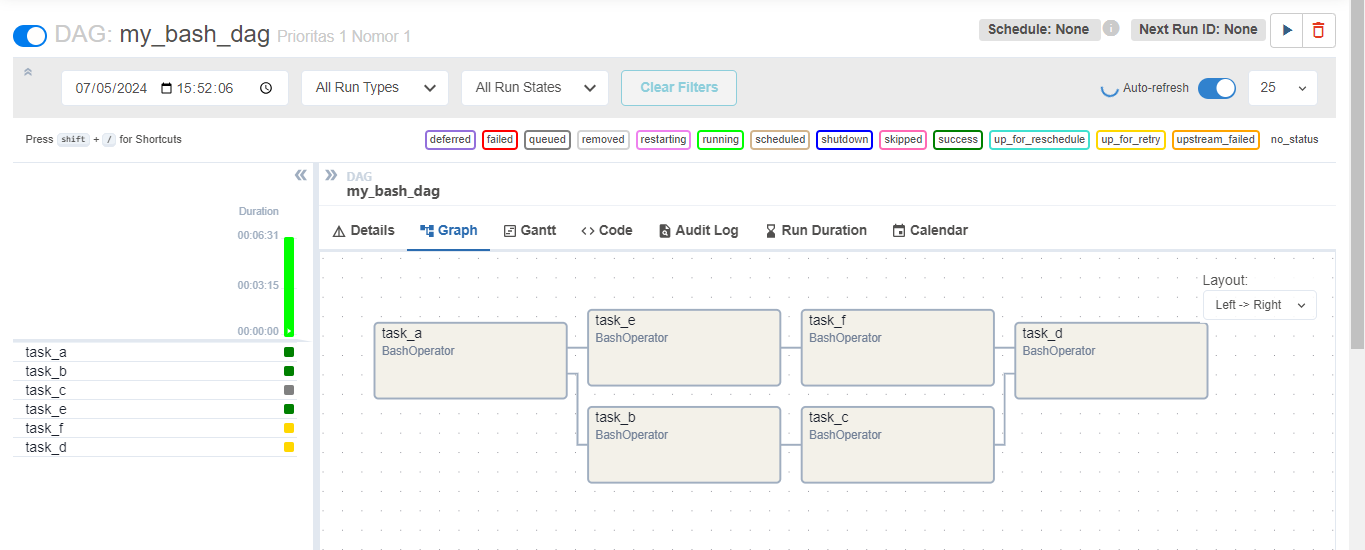 DAG: my_bash_dag Prioritas 1 Nomor 1
Schedule: None
Next Run ID: None
07/05/2024 15:52:06
All Run Types
All Run States
Clear Filters
Auto-refresh
25
Press shift + / for Shortcuts
deferred
failed
queued
removed
restarting
running
scheduled
shutdown
skipped
success
up_for_reschedule
up_for_retry
upstream_failed
no_status
Duration
00:06:31
00:03:15
00:00:00
task_a
task_b
task_c
task_e
task_f
task_d
DAG
my_bash_dag
Details
Graph
Gantt
Code
Audit Log
Run Duration
Calendar
Layout:
Left -> Right
task_a
BashOperator
task_e
BashOperator
task_f
BashOperator
task_d
BashOperator
task_b
BashOperator
task_c
BashOperator